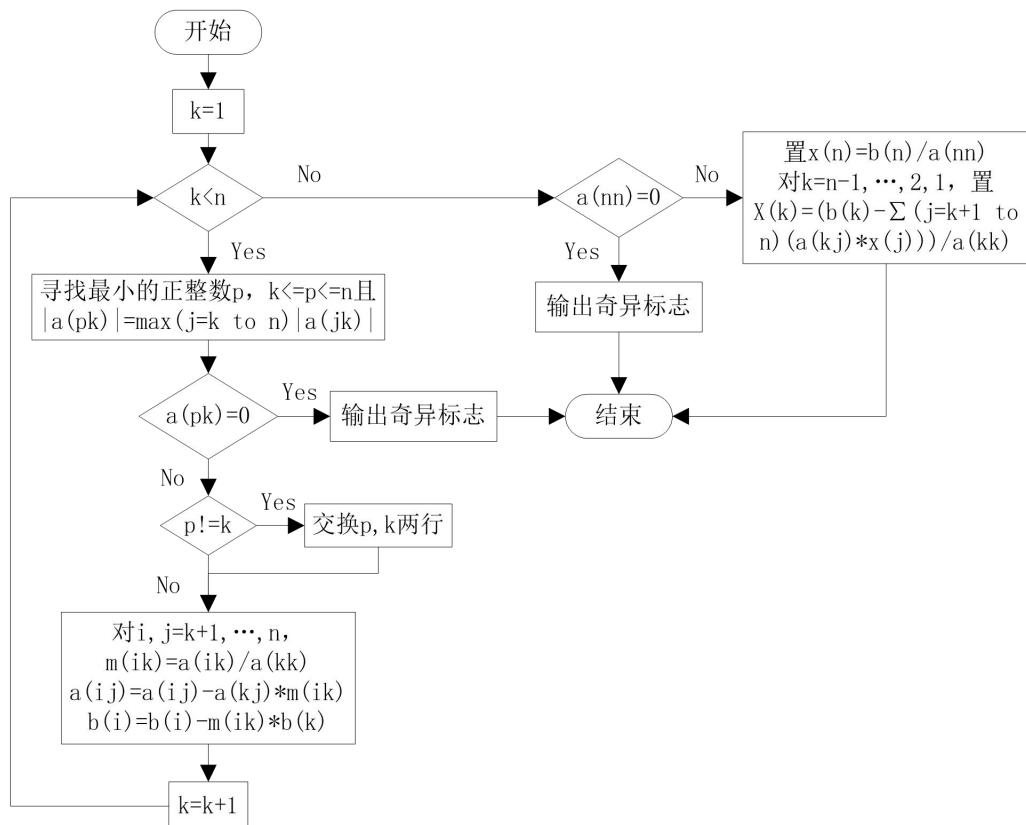 开始
k=1
k<n
No
a(nn)=0
No
置x(n)=b(n)/a(nn)
对k=n-1,…,2,1，置
X(k)=(b(k)-Σ(j=k+1 to
n)(a(kj)*x(j)))/a(kk)
Yes
Yes
寻找最小的正整数p，k<=p<=n且
|a(pk)|=max(j=k to n)|a(jk)|
输出奇异标志
a(pk)=0
Yes
输出奇异标志
结束
No
p!=k
Yes
交换p,k两行
No
对i,j=k+1,…,n，
m(ik)=a(ik)/a(kk)
a(ij)=a(ij)-a(kj)*m(ik)
b(i)=b(i)-m(ik)*b(k)
k=k+1